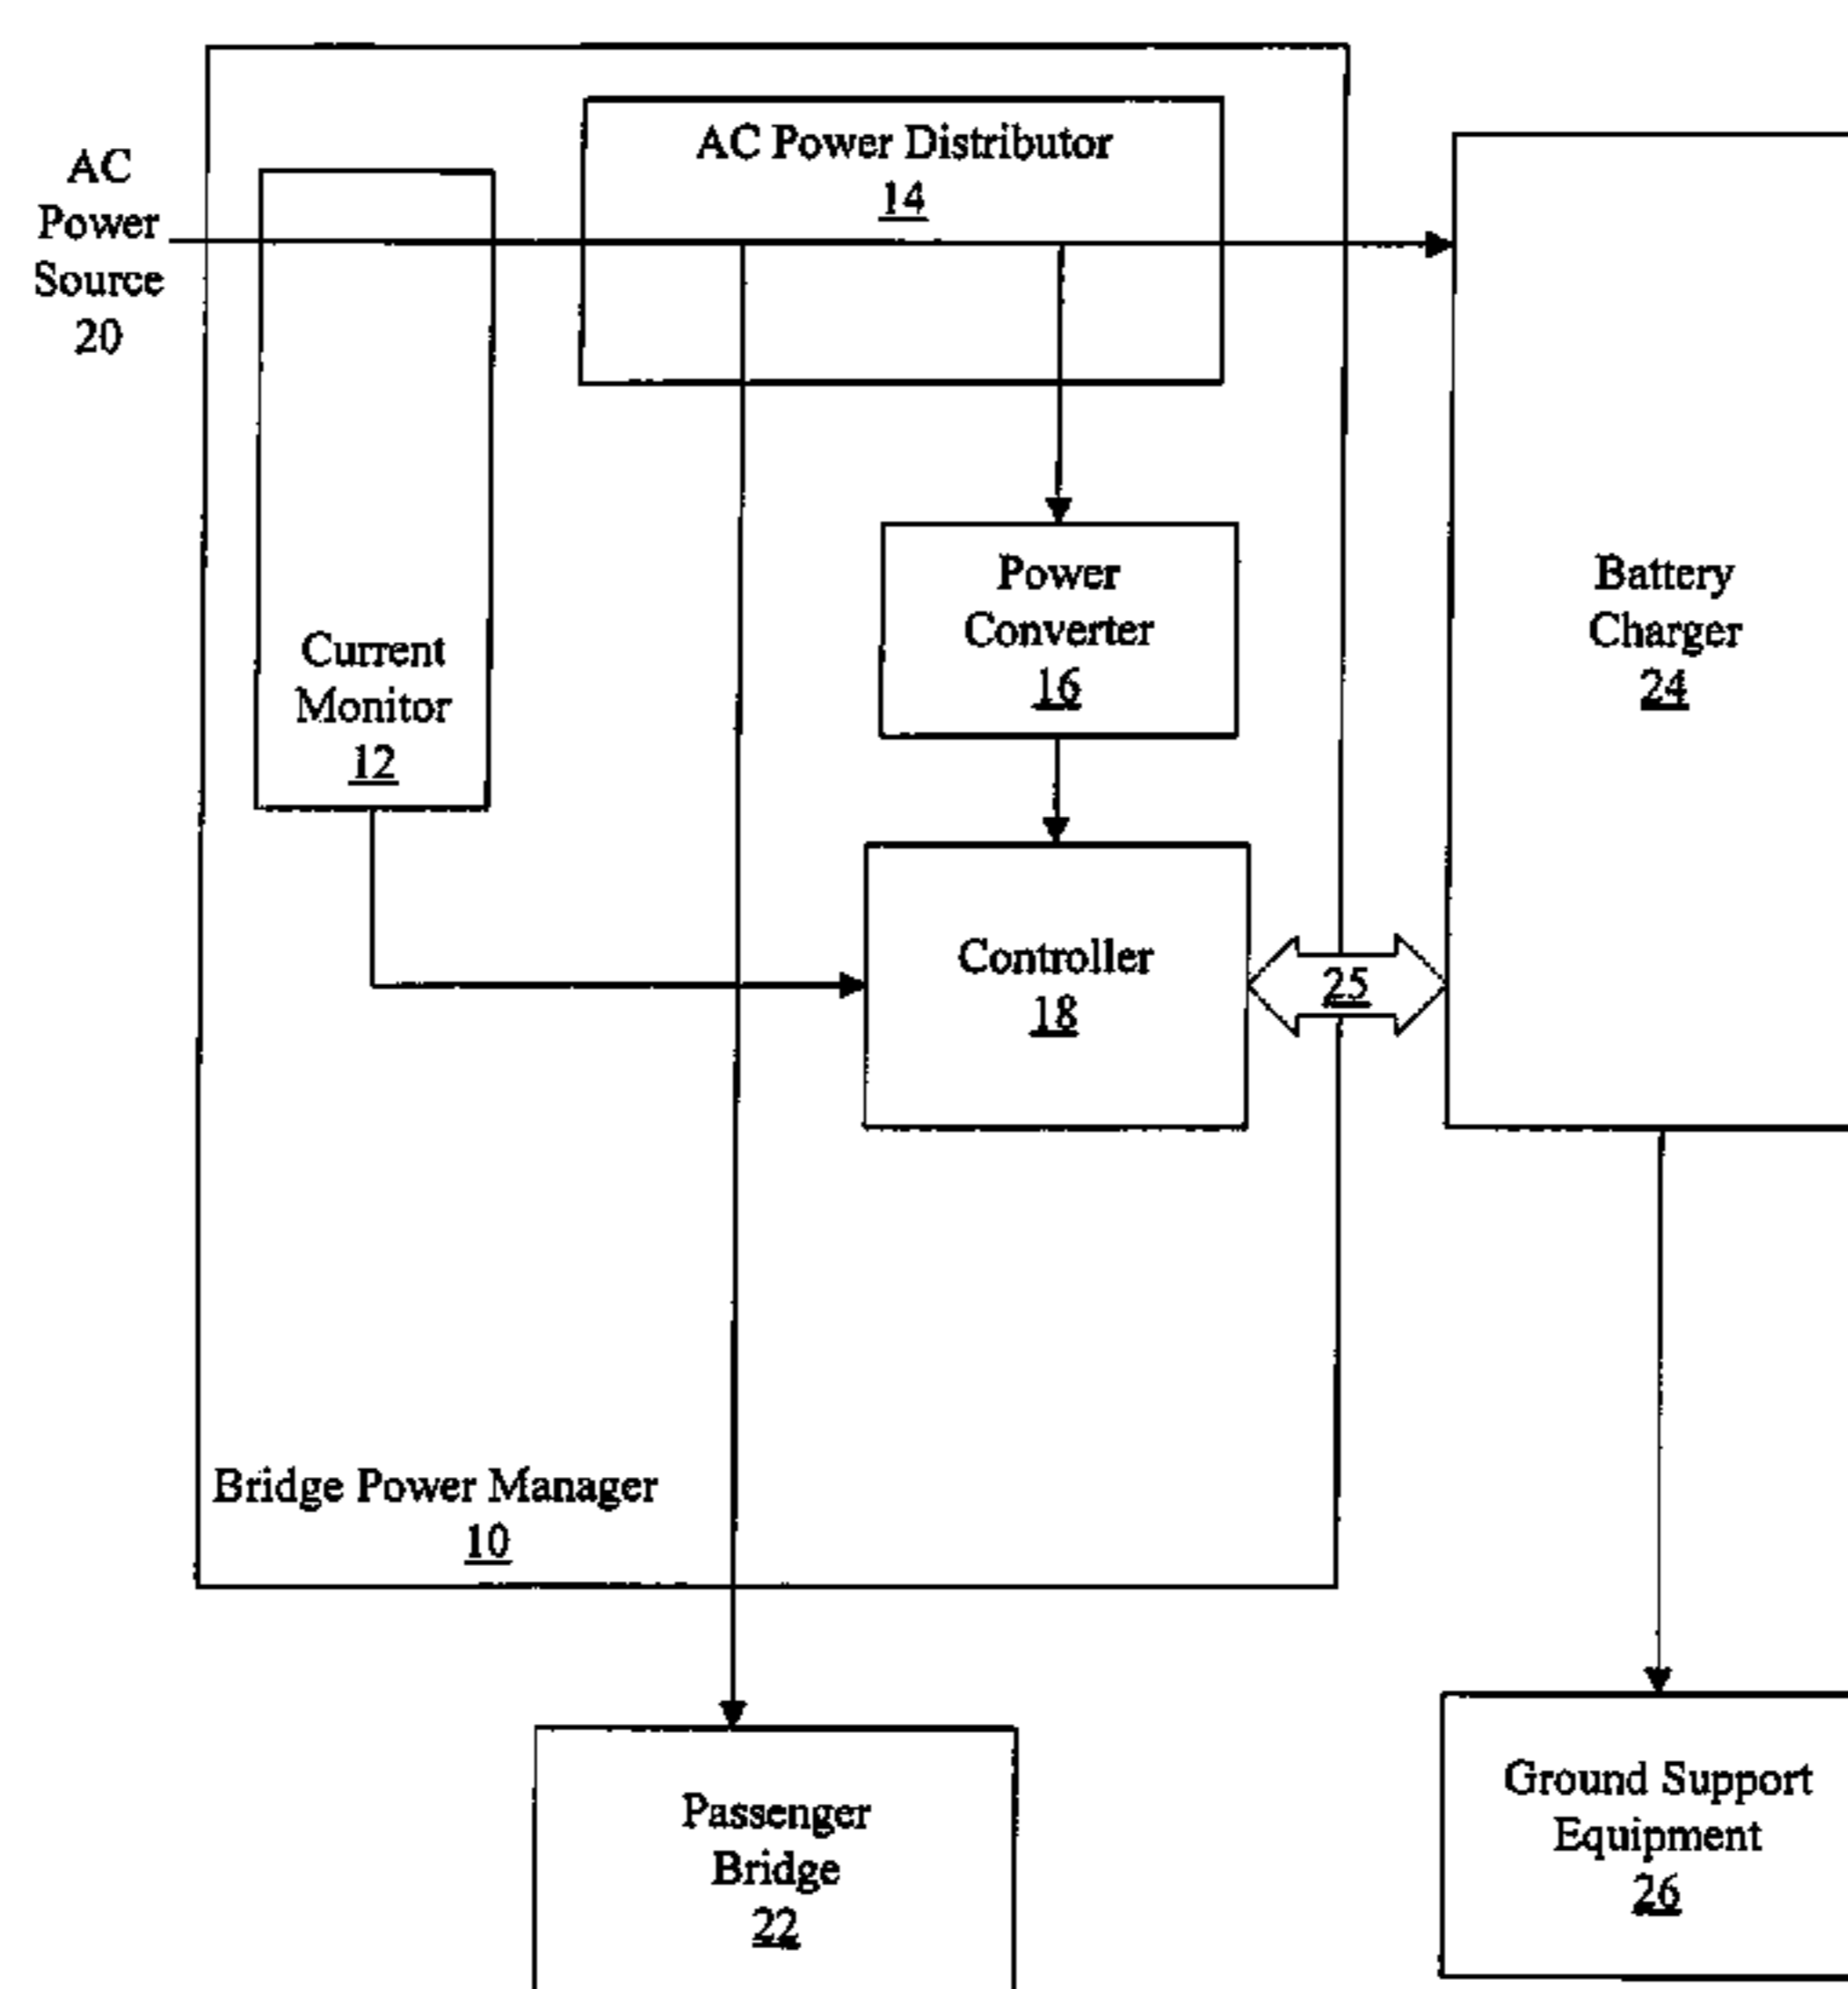 AC Power Distributor
14
AC
Power
Source
20
Power
Converter
16
Battery
Charger
24
Current
Monitor
12
Controller
18
25
Bridge Power Manager
10
Passenger
Bridge
22
Ground Support
Equipment
26